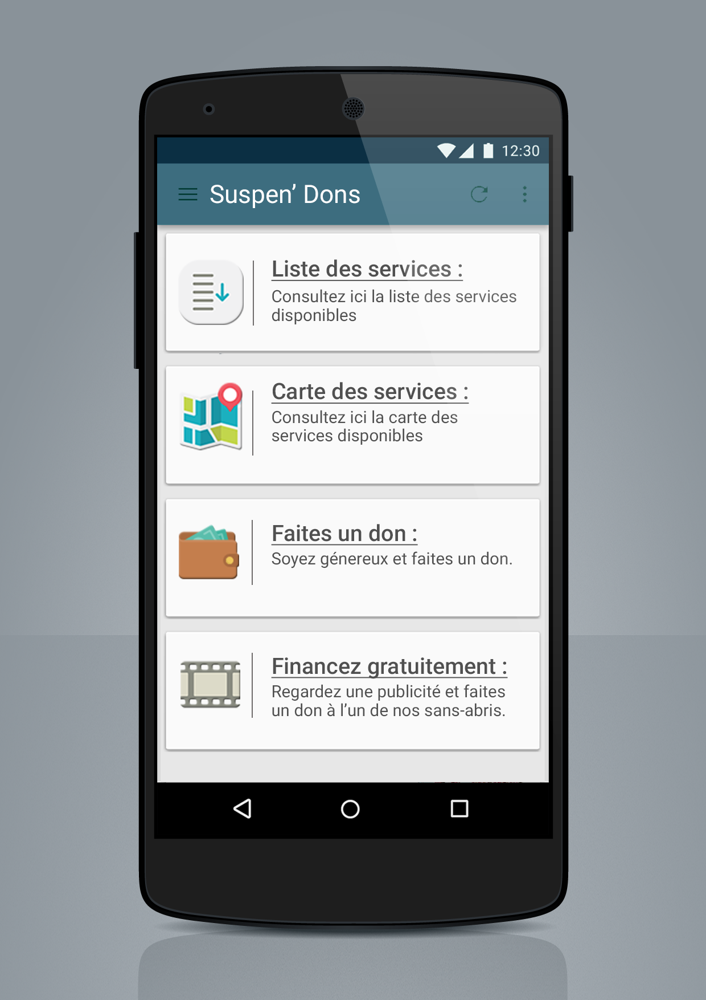 12:30
Suspen’ Dons
Liste des services :
Consultez ici la liste des services
disponibles
Carte des services :
Consultez ici la carte des
services disponibles
Faites un don :
Soyez génereux et faites un don.
Financez gratuitement :
Regardez une publicité et faites
un don à l’un de nos sans-abris.